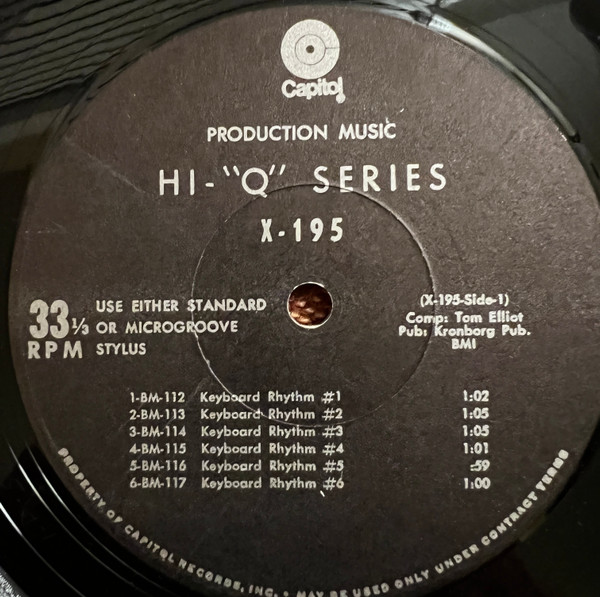 Capitol
PRODUCTION MUSIC
HI-"Q" SERIES
X-195
33⅓ RPM
USE EITHER STANDARD
OR MICROGROOVE
STYLUS
(X-195-Side-1)
Comp: Tom Elliot
Pub: Kronborg Pub.
BMI
1-BM-112 Keyboard Rhythm #1 1:02
2-BM-113 Keyboard Rhythm #2 1:05
3-BM-114 Keyboard Rhythm #3 1:05
4-BM-115 Keyboard Rhythm #4 1:01
5-BM-116 Keyboard Rhythm #5 :59
6-BM-117 Keyboard Rhythm #6 1:00
PROPERTY OF CAPITOL RECORDS, INC. • MAY BE USED ONLY UNDER CONTRACT TERMS